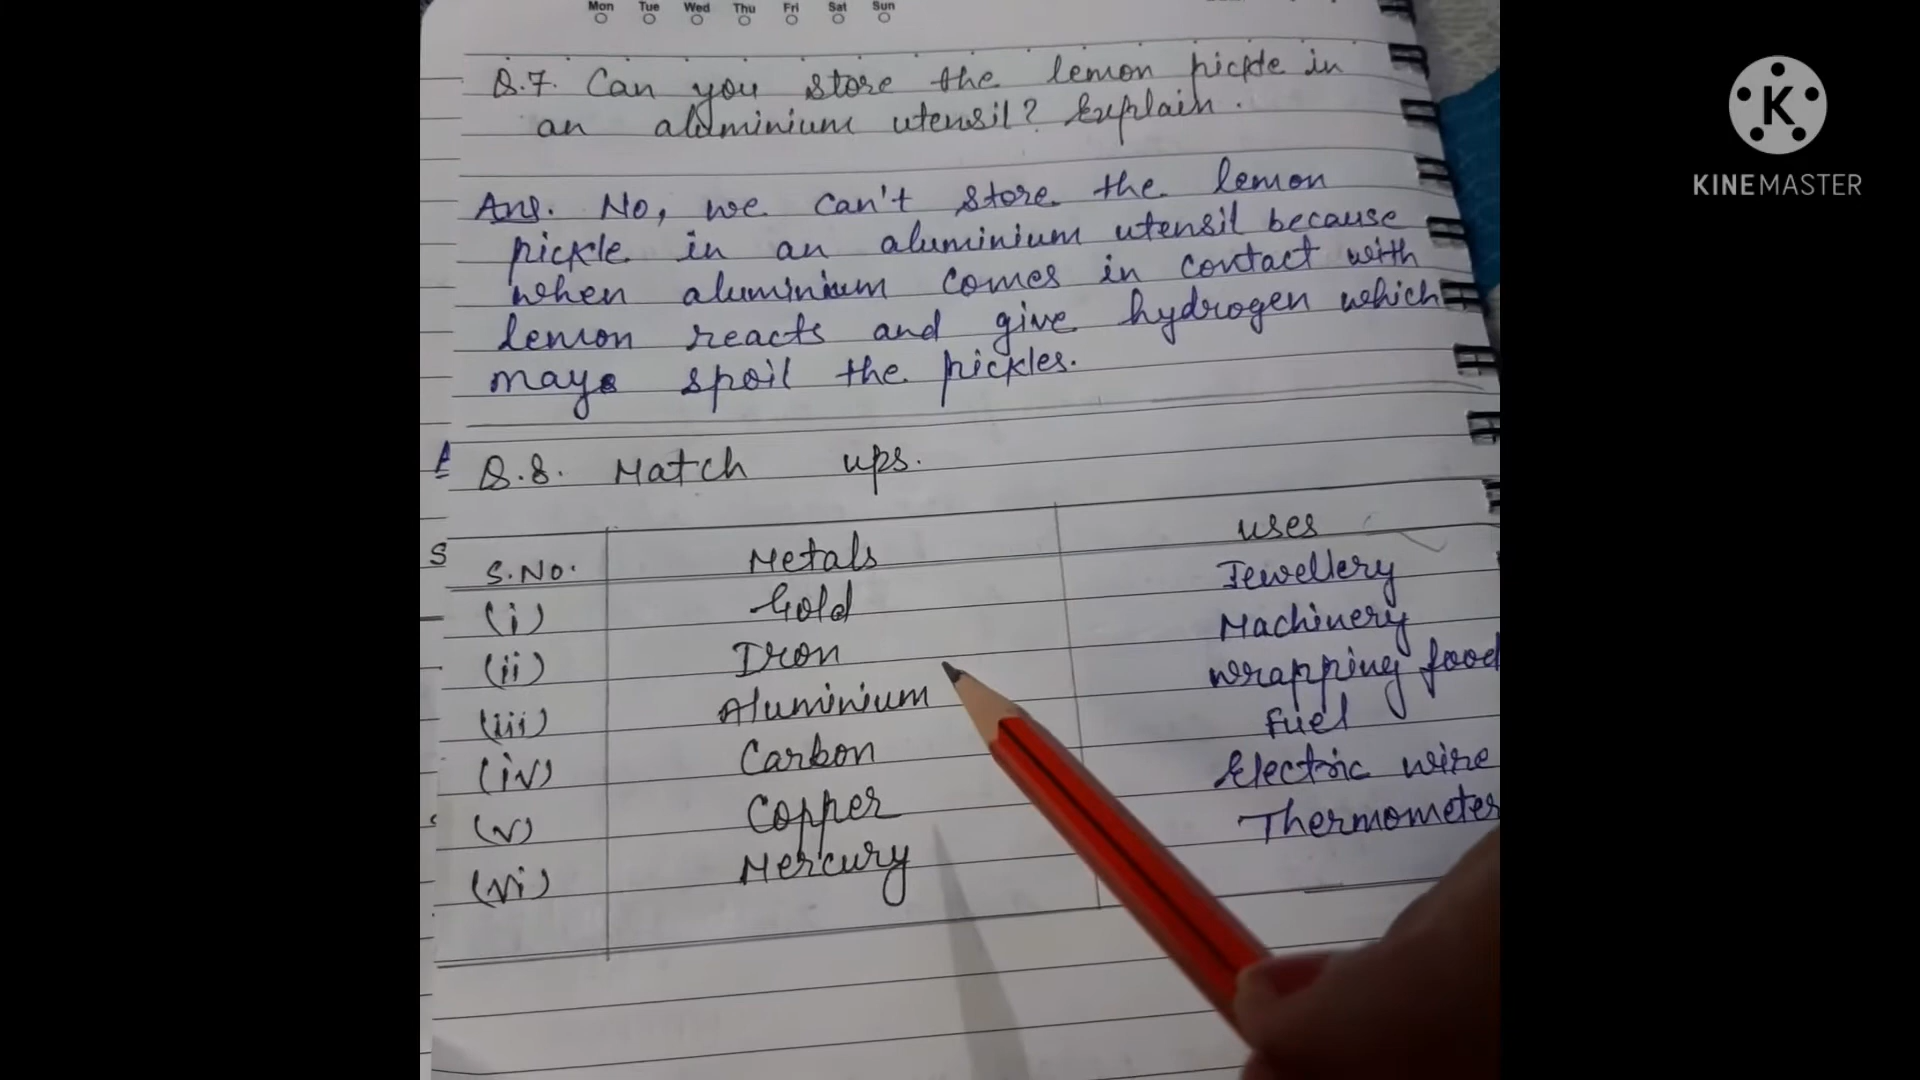 Mon Tue Wed Thu Fri Sat Sun
Q.7. Can you store the lemon pickle in
an aluminium utensil? Explain.
Ans. No, we can't store the lemon
pickle in an aluminium utensil because
when aluminium comes in contact with
lemon reacts and give hydrogen which
may spoil the pickles.
Q.8. Match ups.
S.No. Metals Uses
(i) Gold Jewellery
(ii) Iron Machinery
(iii) Aluminium Wrapping food
(iv) Carbon Fuel
(v) Copper Electric wire
(vi) Mercury Thermometer
K
KINEMASTER